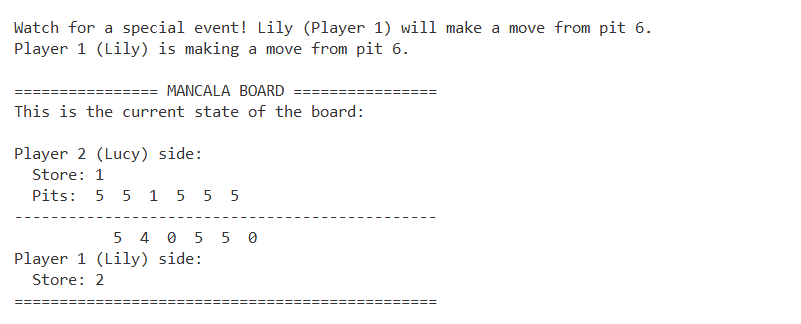 Watch for a special event! Lily (Player 1) will make a move from pit 6.
Player 1 (Lily) is making a move from pit 6.
================ MANCALA BOARD ================
This is the current state of the board:
Player 2 (Lucy) side:
  Store: 1
  Pits:  5  5  1  5  5  5
-----------------------------------------------
           5  4  0  5  5  0
Player 1 (Lily) side:
  Store: 2
===============================================